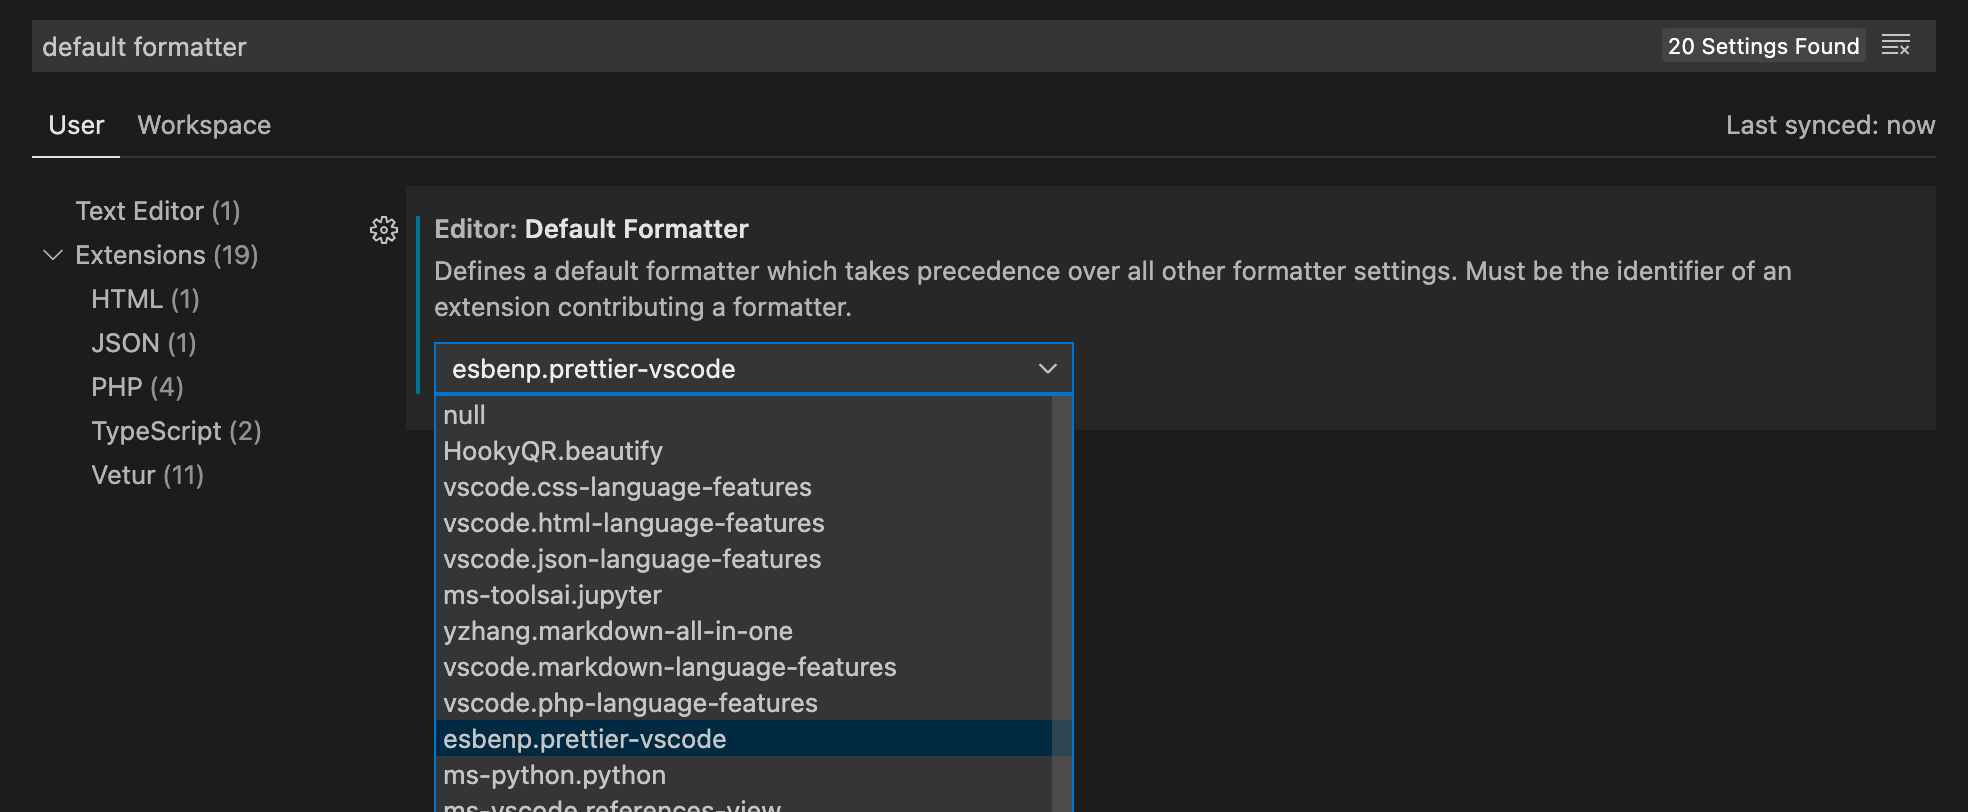 default formatter
20 Settings Found
User
Workspace
Last synced: now
Text Editor (1)
Extensions (19)
HTML (1)
JSON (1)
PHP (4)
TypeScript (2)
Vetur (11)
Editor: Default Formatter
Defines a default formatter which takes precedence over all other formatter settings. Must be the identifier of an
extension contributing a formatter.
esbenp.prettier-vscode
null
HookyQR.beautify
vscode.css-language-features
vscode.html-language-features
vscode.json-language-features
ms-toolsai.jupyter
yzhang.markdown-all-in-one
vscode.markdown-language-features
vscode.php-language-features
esbenp.prettier-vscode
ms-python.python
ms-vscode.references-view